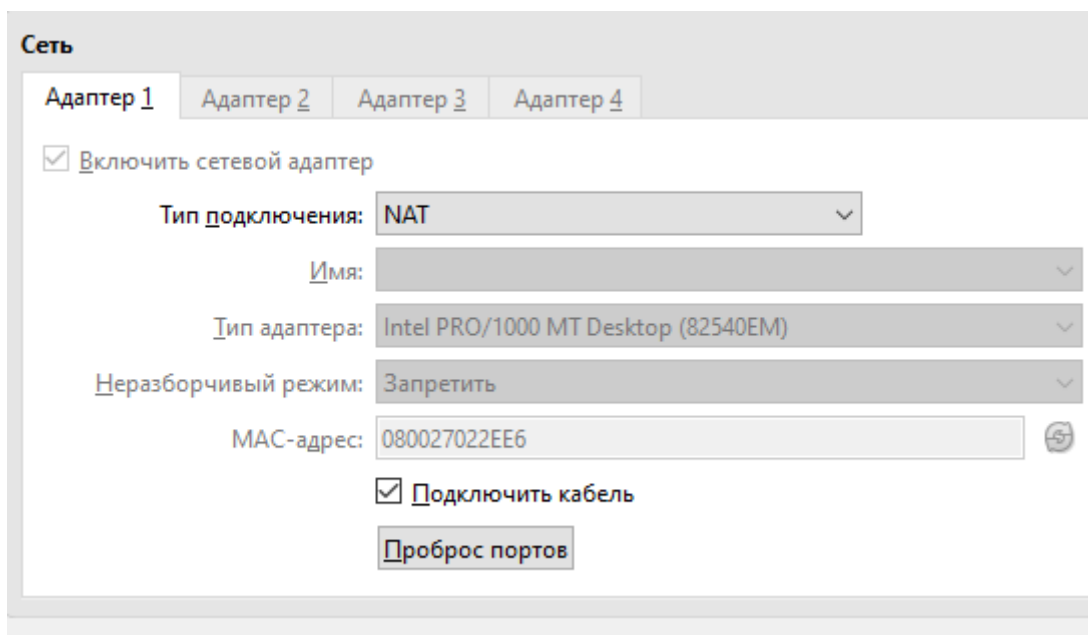 Сеть
Адаптер 1 Адаптер 2 Адаптер 3 Адаптер 4
Включить сетевой адаптер
Тип подключения: NAT
Имя:
Тип адаптера: Intel PRO/1000 MT Desktop (82540EM)
Неразборчивый режим: Запретить
MAC-адрес: 080027022EE6
Подключить кабель
Проброс портов